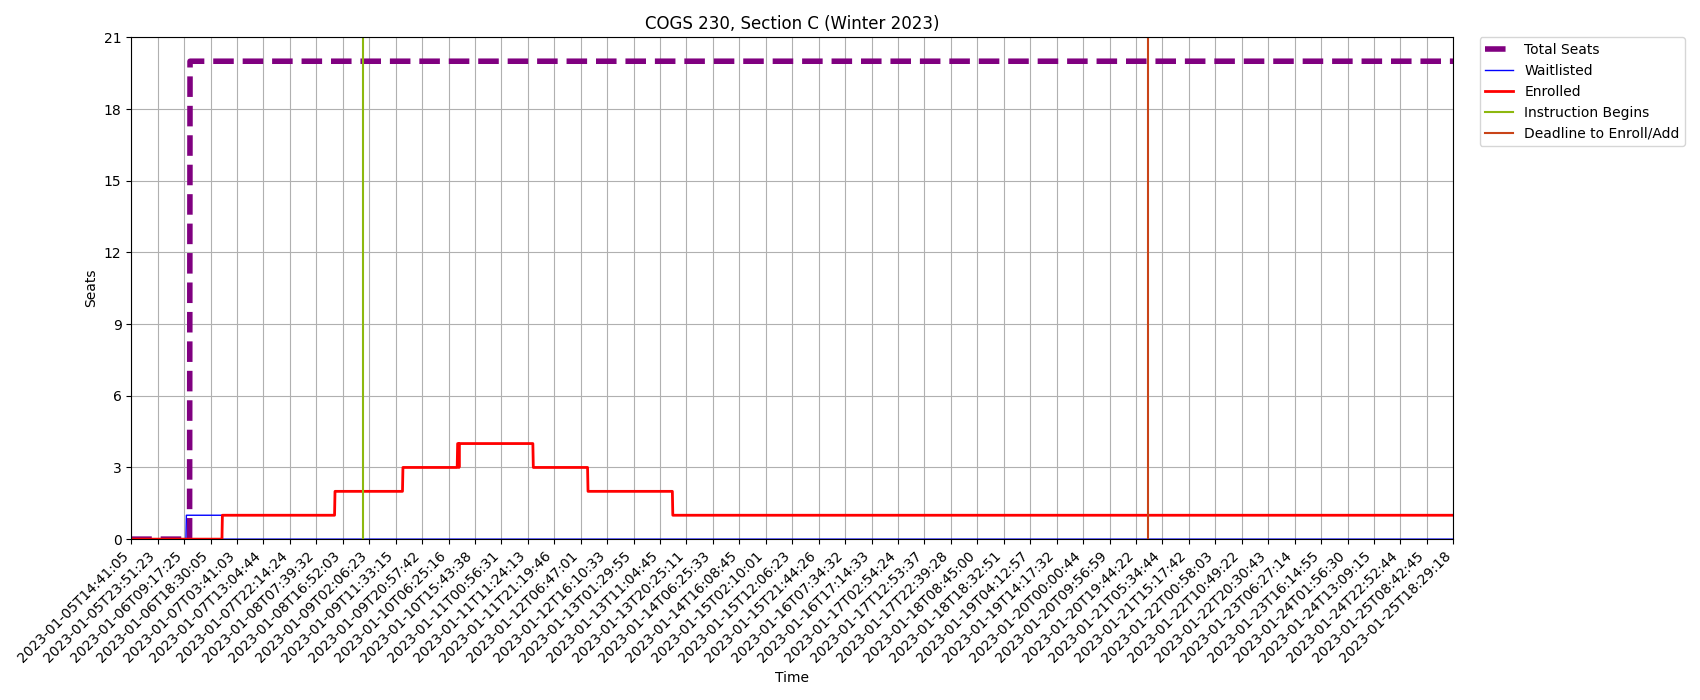 COGS 230, Section C (Winter 2023)
Total Seats
Waitlisted
Enrolled
Instruction Begins
Deadline to Enroll/Add
Seats
21
18
15
12
9
6
3
0
2023-01-05T14:41:05
2023-01-05T23:51:23
2023-01-06T09:17:25
2023-01-06T18:30:05
2023-01-07T03:41:03
2023-01-07T13:04:44
2023-01-07T22:14:24
2023-01-08T07:39:32
2023-01-08T16:52:03
2023-01-09T02:06:23
2023-01-09T11:33:15
2023-01-09T20:57:42
2023-01-10T06:25:16
2023-01-10T15:43:38
2023-01-11T00:56:31
2023-01-11T11:24:13
2023-01-11T21:19:46
2023-01-12T06:47:01
2023-01-12T16:10:33
2023-01-13T01:29:55
2023-01-13T11:04:45
2023-01-13T20:25:11
2023-01-14T06:25:33
2023-01-14T16:08:45
2023-01-15T02:10:01
2023-01-15T12:06:23
2023-01-15T21:44:26
2023-01-16T07:34:32
2023-01-16T17:14:33
2023-01-17T02:54:24
2023-01-17T12:53:37
2023-01-17T22:39:28
2023-01-18T08:45:00
2023-01-18T18:32:51
2023-01-19T04:12:57
2023-01-19T14:17:32
2023-01-20T00:00:44
2023-01-20T09:56:59
2023-01-20T19:44:22
2023-01-21T05:34:44
2023-01-21T15:17:42
2023-01-22T00:58:03
2023-01-22T10:49:22
2023-01-22T20:30:43
2023-01-23T06:27:14
2023-01-23T16:14:55
2023-01-24T01:56:30
2023-01-24T13:09:15
2023-01-24T22:52:44
2023-01-25T08:42:45
2023-01-25T18:29:18
Time